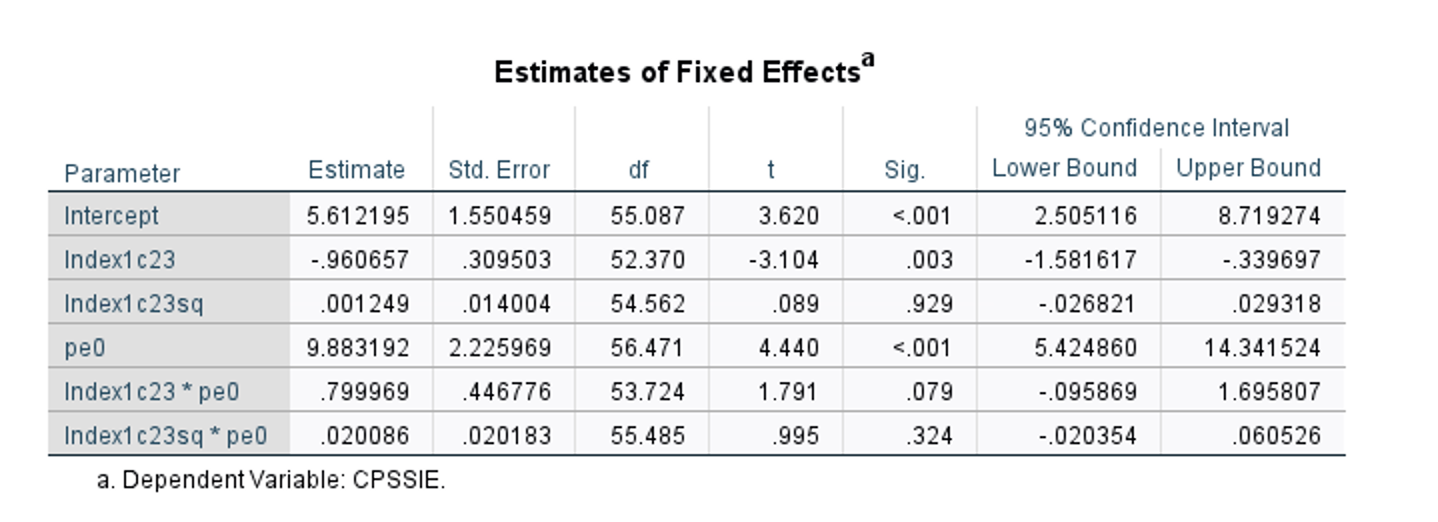 Estimates of Fixed Effectsa
95% Confidence Interval
Parameter Estimate Std. Error df t Sig. Lower Bound Upper Bound
Intercept 5.612195 1.550459 55.087 3.620 <.001 2.505116 8.719274
Index1c23 -.960657 .309503 52.370 -3.104 .003 -1.581617 -.339697
Index1c23sq .001249 .014004 54.562 .089 .929 -.026821 .029318
pe0 9.883192 2.225969 56.471 4.440 <.001 5.424860 14.341524
Index1c23 * pe0 .799969 .446776 53.724 1.791 .079 -.095869 1.695807
Index1c23sq * pe0 .020086 .020183 55.485 .995 .324 -.020354 .060526
a. Dependent Variable: CPSSIE.